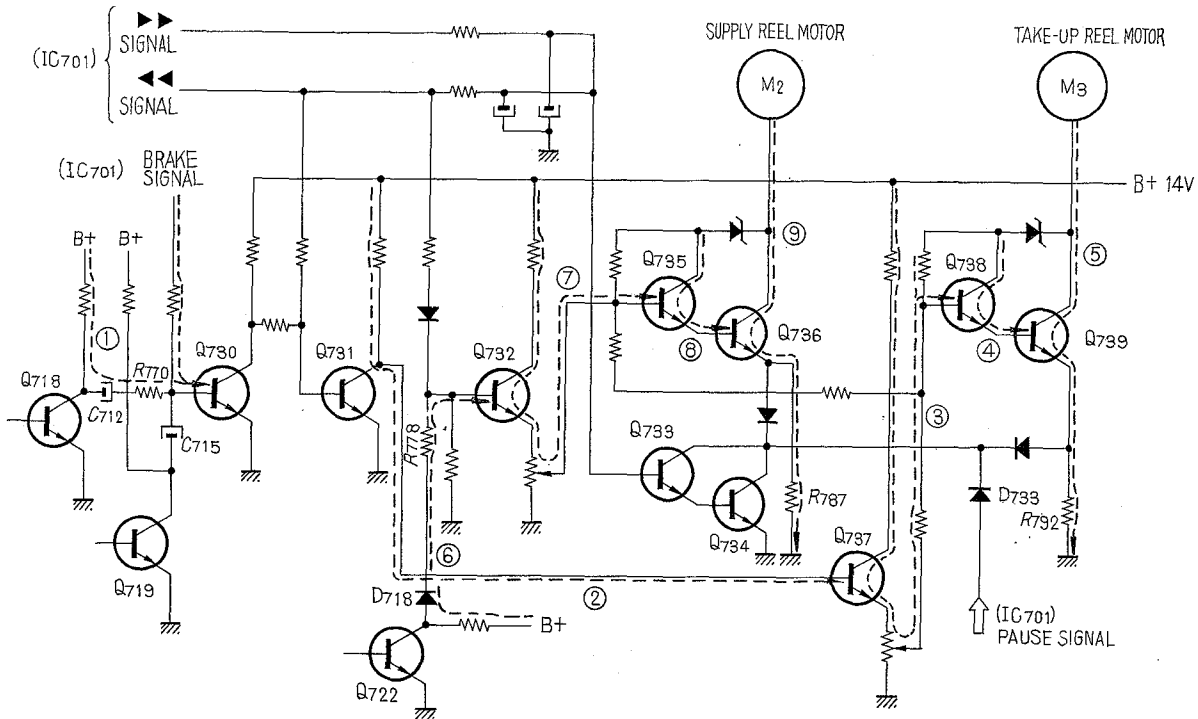 ▶▶
SIGNAL
(IC701)
◀◀
SIGNAL
SUPPLY REEL MOTOR
TAKE-UP REEL MOTOR
M2
M3
(IC701)
BRAKE
SIGNAL
B+ 14V
B+
B+
①
②
③
④
⑤
⑥
⑦
⑧
⑨
Q735
Q738
Q736
Q739
Q730
Q731
Q732
Q718
R770
C712
C715
R778
Q733
Q734
R787
D733
R792
Q737
Q719
D718
B+
Q722
(IC701)
PAUSE SIGNAL